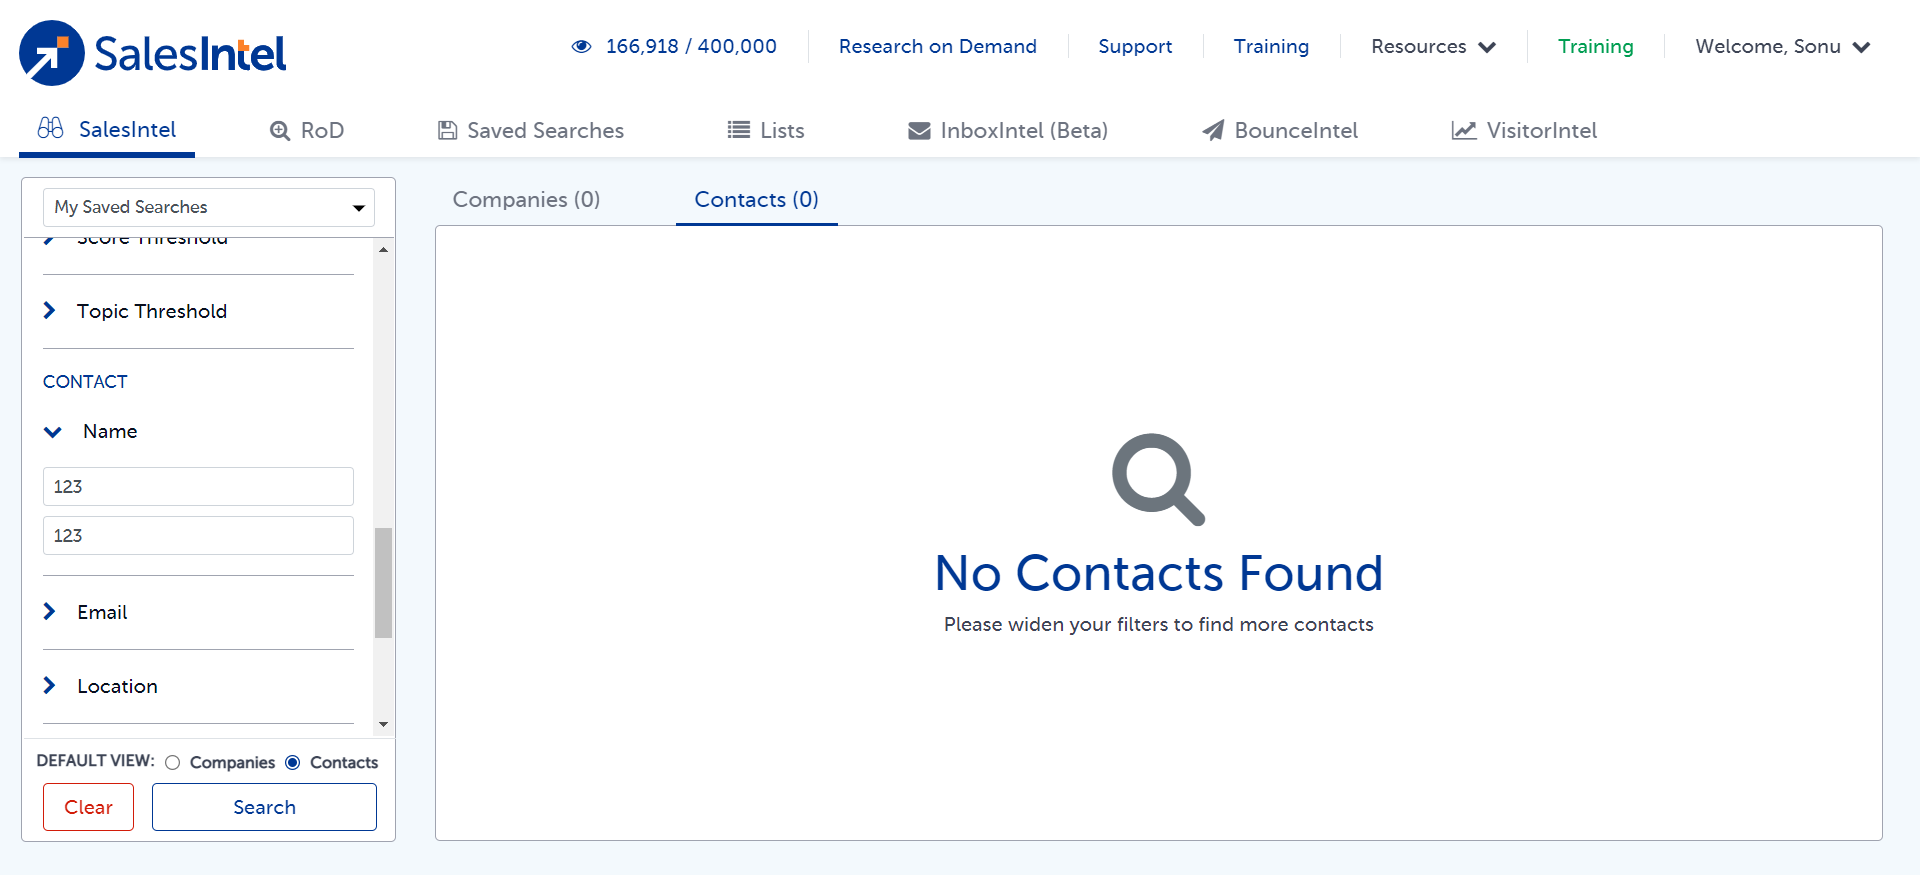 SalesIntel
166,918 / 400,000
Research on Demand
Support
Training
Resources
Training
Welcome, Sonu
SalesIntel
RoD
Saved Searches
Lists
InboxIntel (Beta)
BounceIntel
VisitorIntel
My Saved Searches
Score Threshold
Topic Threshold
CONTACT
Name
123
123
Email
Location
DEFAULT VIEW: Companies Contacts
Clear
Search
Companies (0)
Contacts (0)
No Contacts Found
Please widen your filters to find more contacts